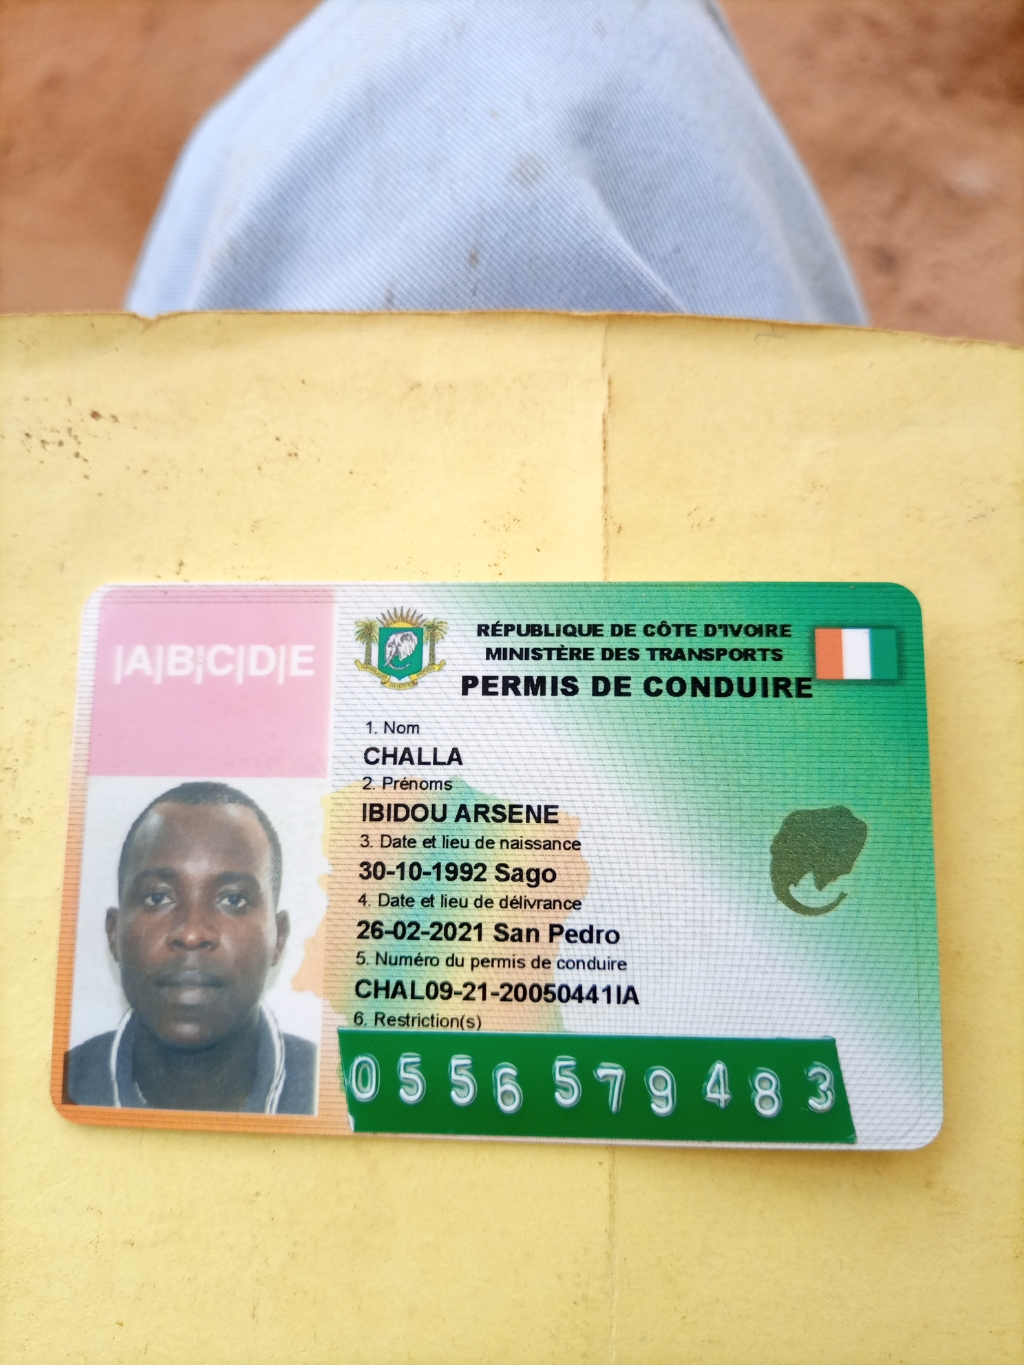 |A|B|C|D|E
RÉPUBLIQUE DE CÔTE D'IVOIRE
MINISTÈRE DES TRANSPORTS
PERMIS DE CONDUIRE
1. Nom
CHALLA
2. Prénoms
IBIDOU ARSENE
3. Date et lieu de naissance
30-10-1992 Sago
4. Date et lieu de délivrance
26-02-2021 San Pedro
5. Numéro du permis de conduire
CHAL09-21-20050441IA
6. Restriction(s)
0556579483